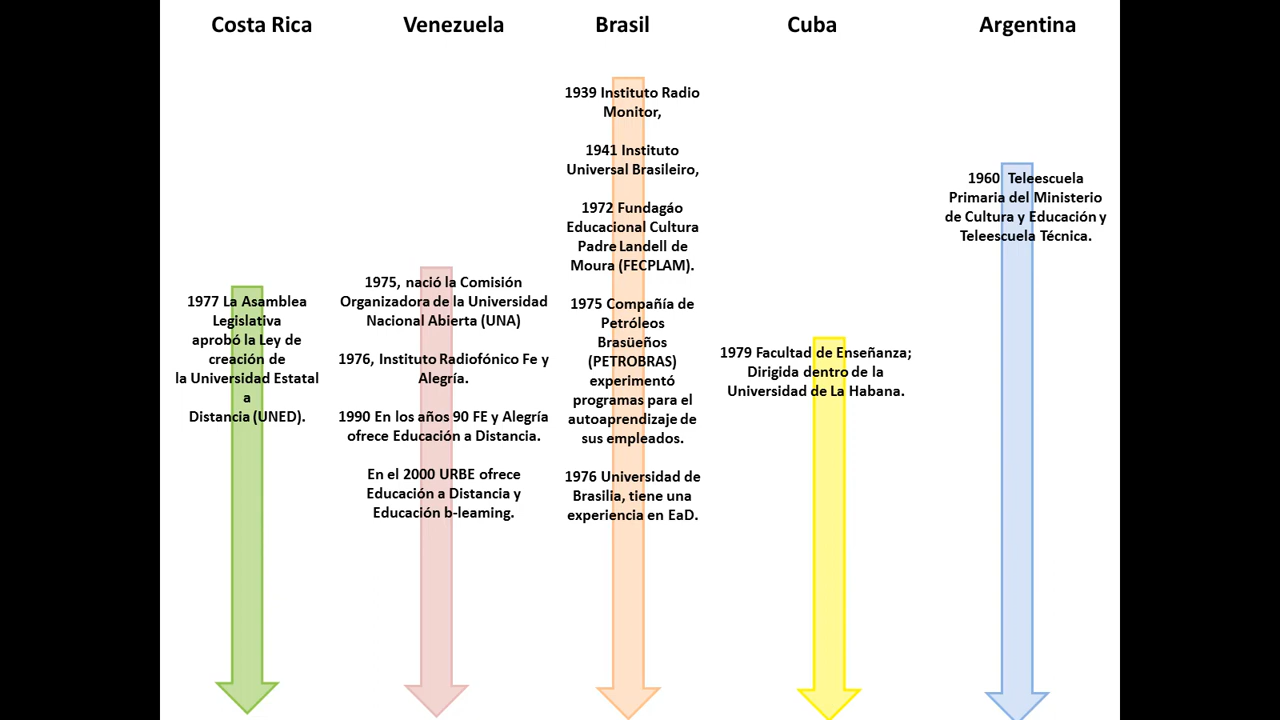 Costa Rica
Venezuela
Brasil
Cuba
Argentina
1977 La Asamblea
Legislativa
aprobó la Ley de
creación de
la Universidad Estatal
a
Distancia (UNED).
1975, nació la Comisión
Organizadora de la Universidad
Nacional Abierta (UNA)
1976, Instituto Radiofónico Fe y
Alegría.
1990 En los años 90 FE y Alegría
ofrece Educación a Distancia.
En el 2000 URBE ofrece
Educación a Distancia y
Educación b-leaming.
1939 Instituto Radio
Monitor,
1941 Instituto
Universal Brasileiro,
1972 Fundagáo
Educacional Cultura
Padre Landell de
Moura (FECPLAM).
1975 Compañía de
Petróleos
Brasüeños
(PETROBRAS)
experimentó
programas para el
autoaprendizaje de
sus empleados.
1976 Universidad de
Brasilia, tiene una
experiencia en EaD.
1979 Facultad de Enseñanza;
Dirigida dentro de la
Universidad de La Habana.
1960 Teleescuela
Primaria del Ministerio
de Cultura y Educación y
Teleescuela Técnica.